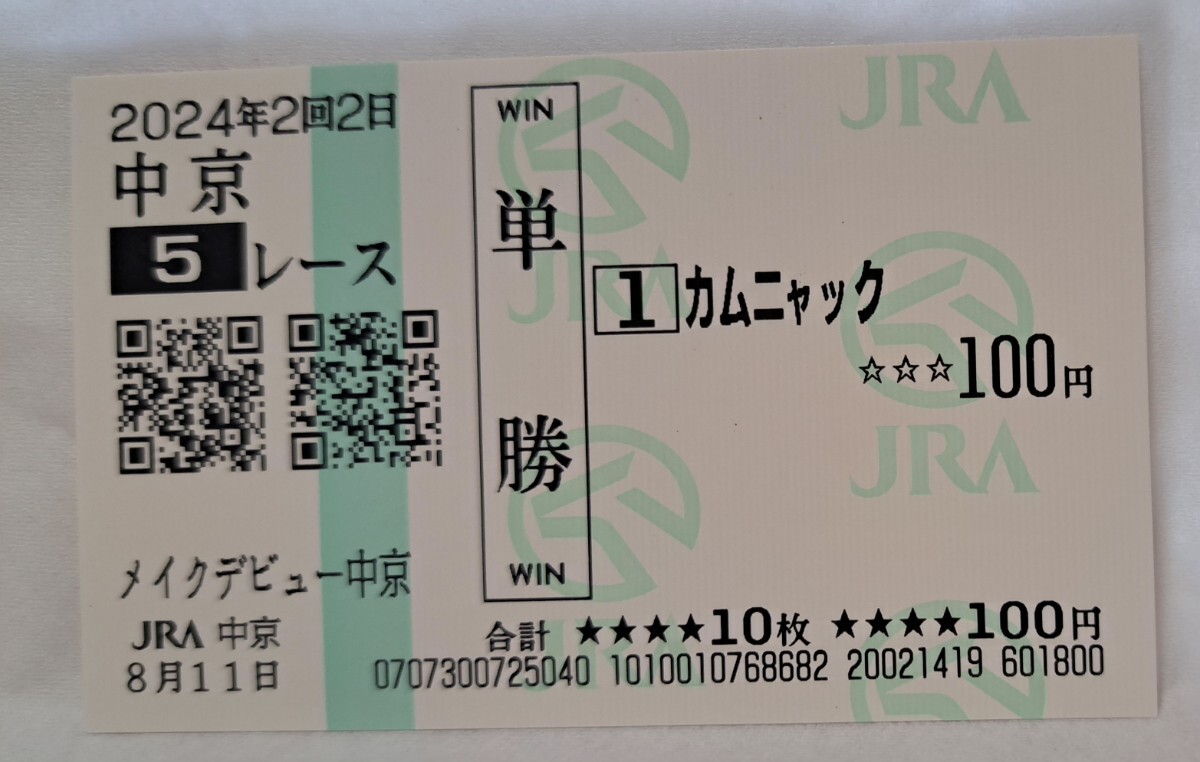 2024年2回2日
中京
5レース
メイクデビュー中京
JRA 中京
8月11日
WIN
単勝
WIN
JRA
1 カムニャック
☆☆☆100円
JRA
JRA
合計 ★★★★10枚 ★★★★100円
0707300725040 1010010768682 20021419 601800
JRA